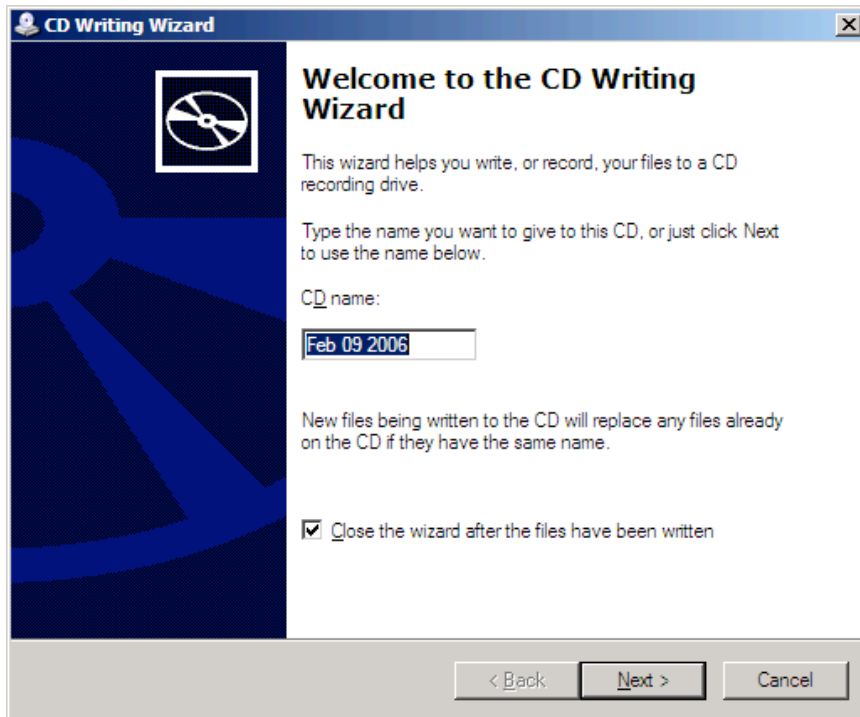 CD Writing Wizard
Welcome to the CD Writing
Wizard
This wizard helps you write, or record, your files to a CD
recording drive.
Type the name you want to give to this CD, or just click Next
to use the name below.
CD name:
Feb 09 2006
New files being written to the CD will replace any files already
on the CD if they have the same name.
Close the wizard after the files have been written
< Back
Next >
Cancel